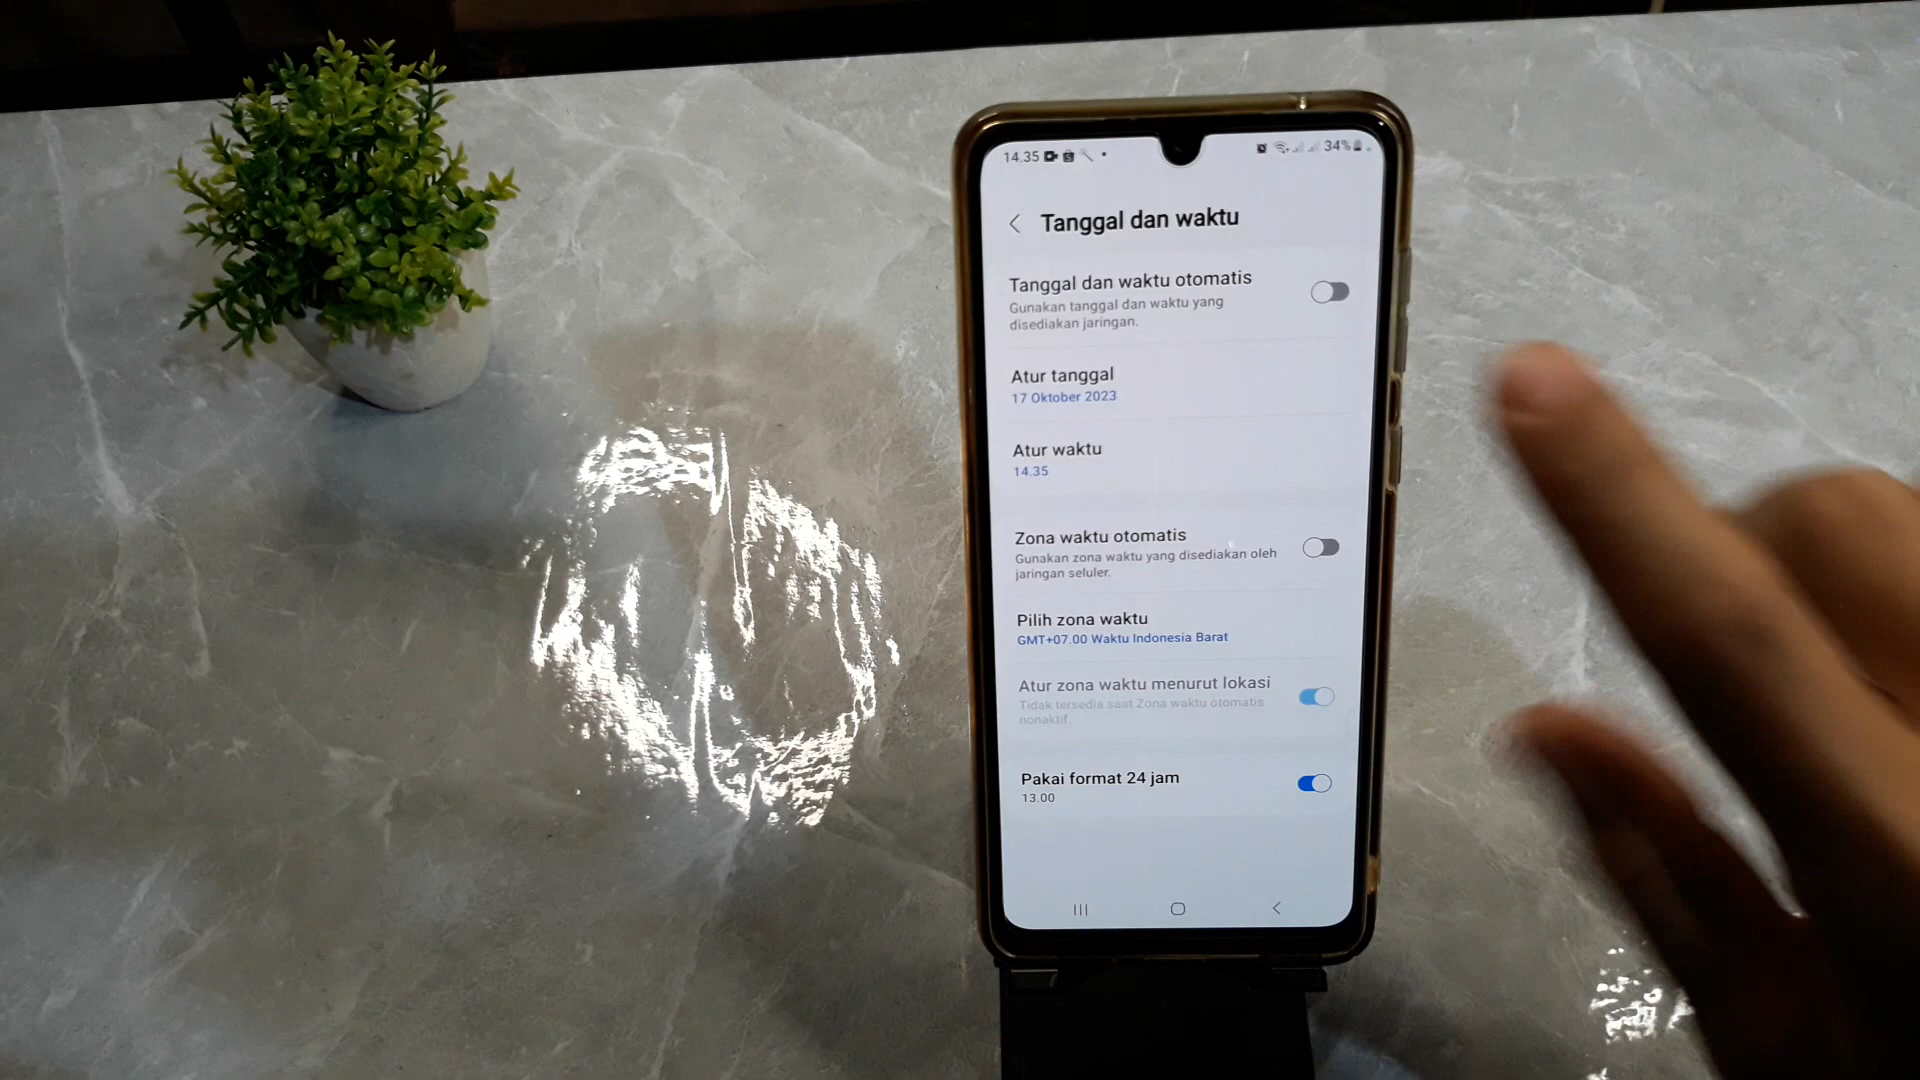 14.35
34%
Tanggal dan waktu
Tanggal dan waktu otomatis
Gunakan tanggal dan waktu yang
disediakan jaringan.
Atur tanggal
17 Oktober 2023
Atur waktu
14.35
Zona waktu otomatis
Gunakan zona waktu yang disediakan oleh
jaringan seluler.
Pilih zona waktu
GMT+07.00 Waktu Indonesia Barat
Atur zona waktu menurut lokasi
Tidak tersedia saat Zona waktu otomatis
nonaktif.
Pakai format 24 jam
13.00